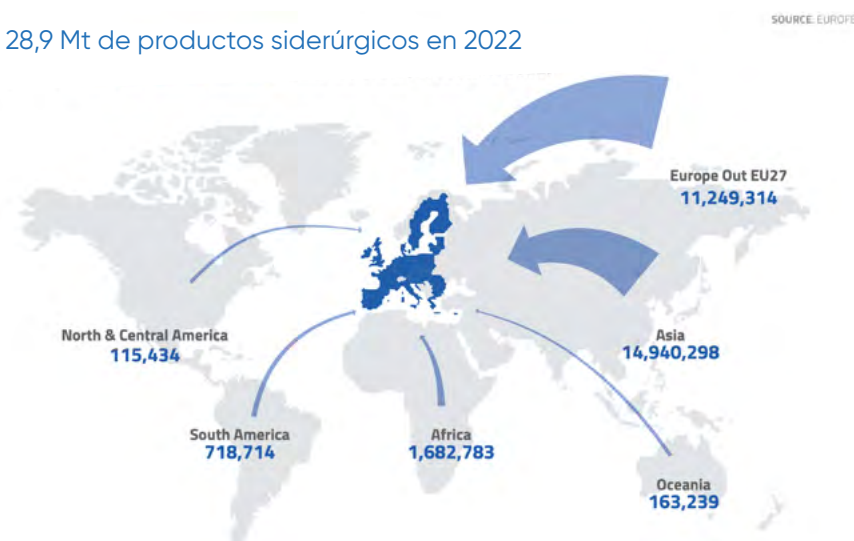 SOURCE: EUROFE
28,9 Mt de productos siderúrgicos en 2022
Europe Out EU27
11,249,314
North & Central America
115,434
Asia
14,940,298
South America
718,714
Africa
1,682,783
Oceania
163,239